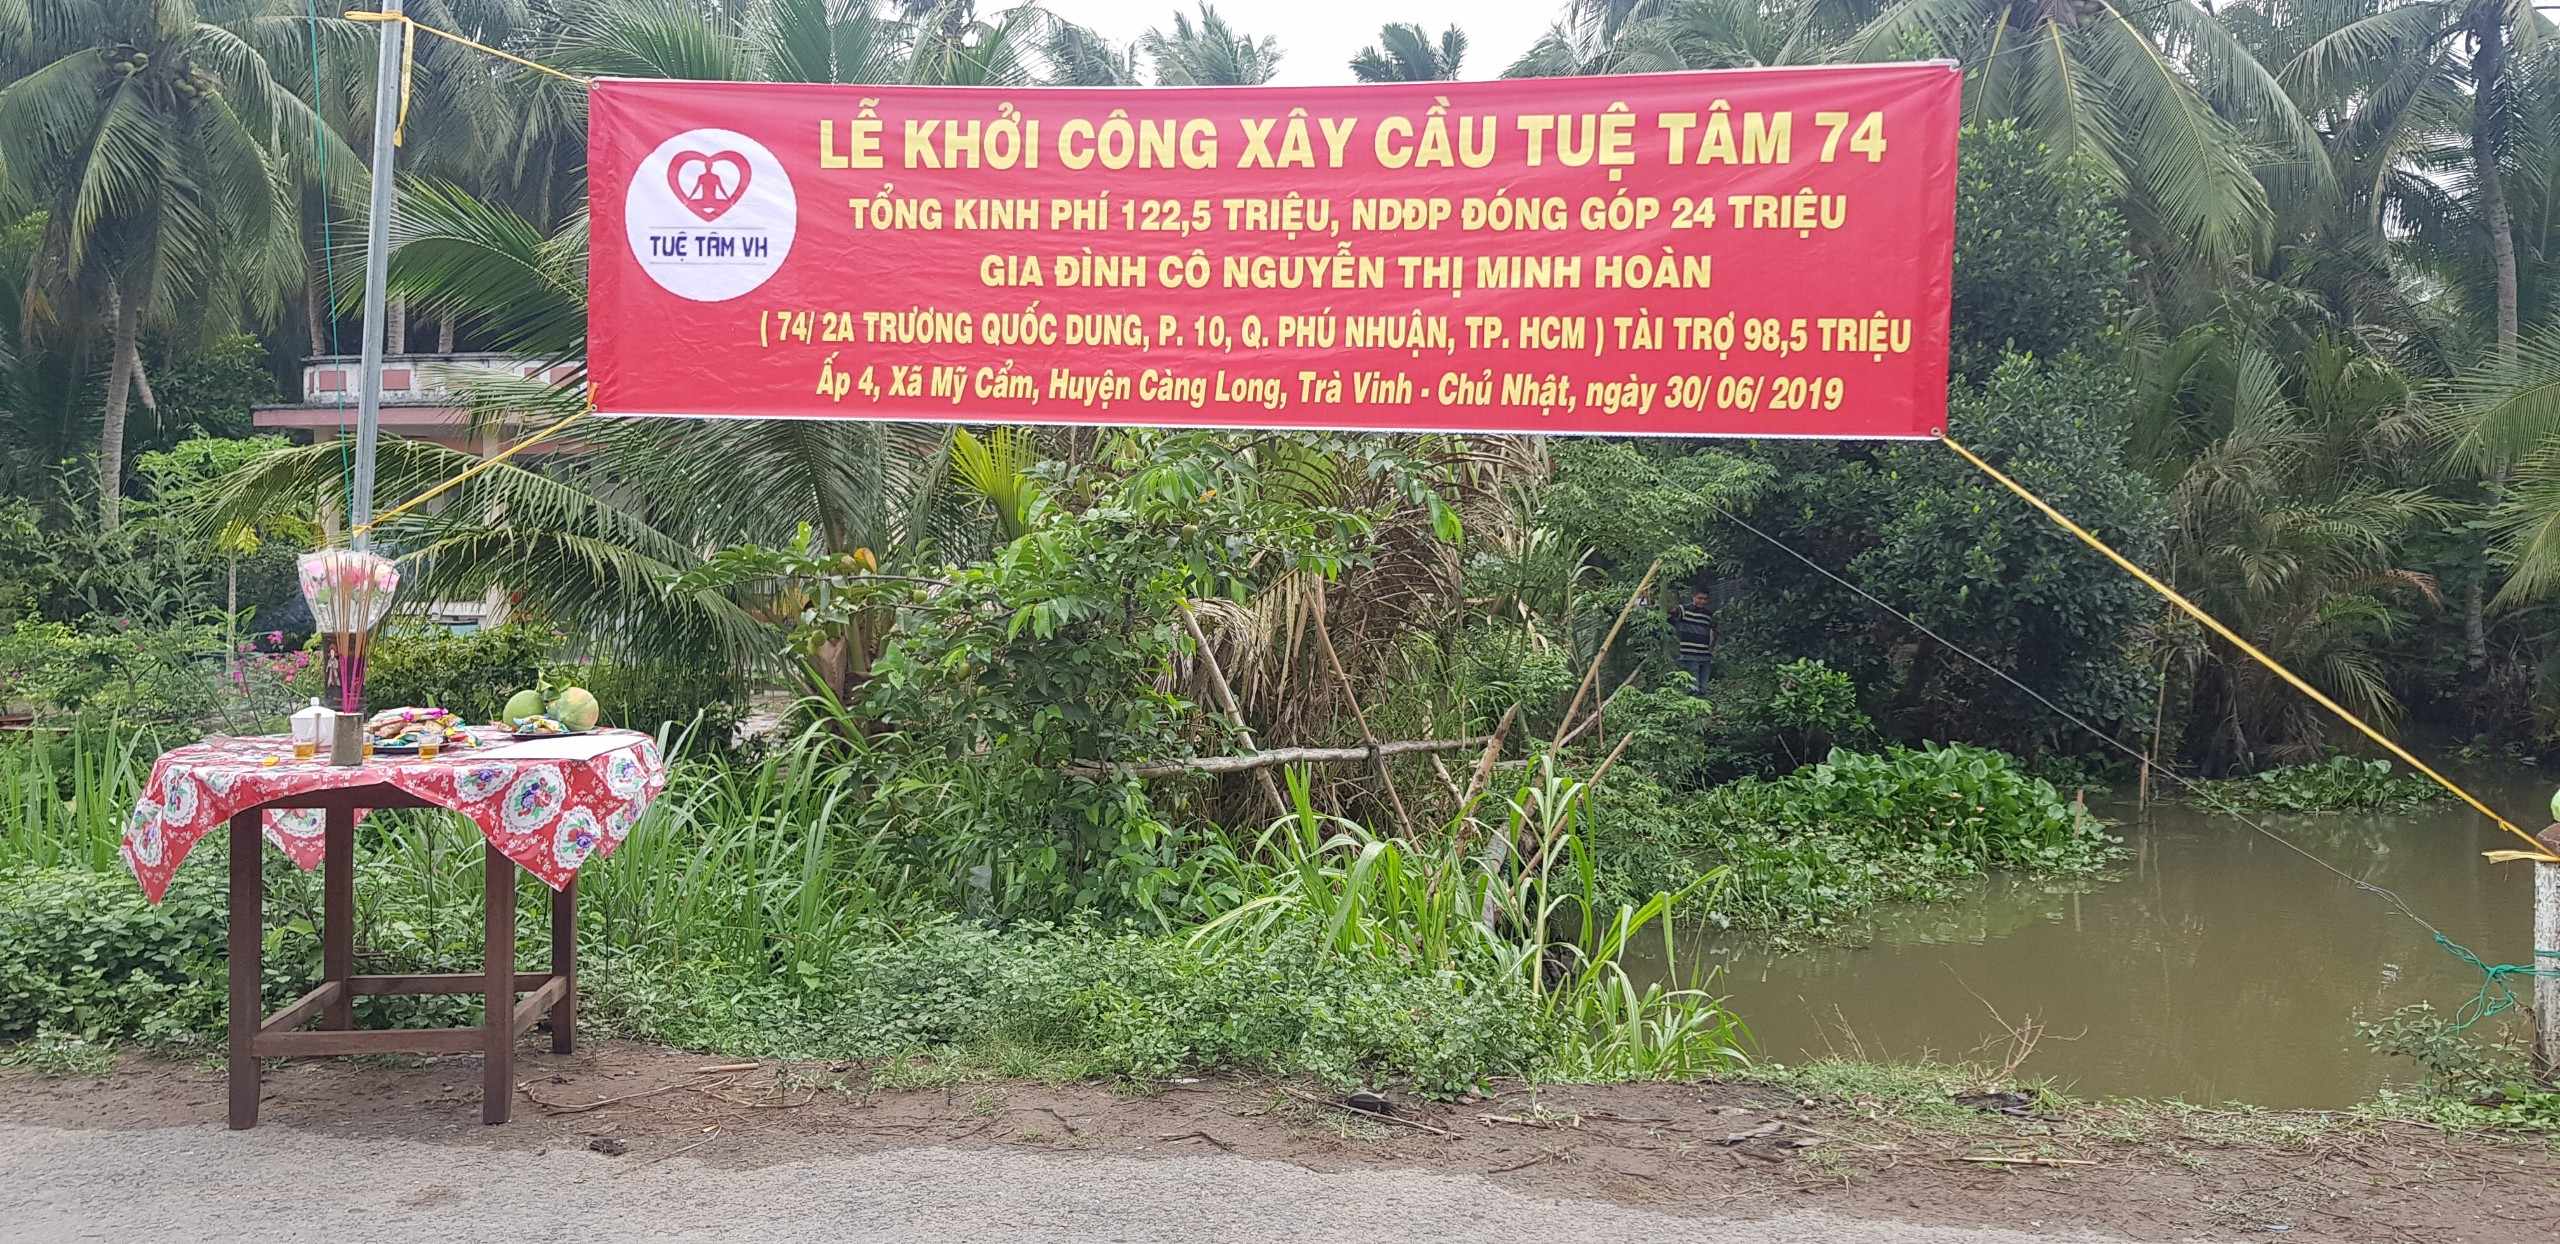 LỄ KHỞI CÔNG XÂY CẦU TUỆ TÂM 74
TỔNG KINH PHÍ 122,5 TRIỆU, NDĐP ĐÓNG GÓP 24 TRIỆU
GIA ĐÌNH CÔ NGUYỄN THỊ MINH HOÀN
( 74/ 2A TRƯƠNG QUỐC DUNG, P. 10, Q. PHÚ NHUẬN, TP. HCM ) TÀI TRỢ 98,5 TRIỆU
Ấp 4, Xã Mỹ Cẩm, Huyện Càng Long, Trà Vinh - Chủ Nhật, ngày 30/ 06/ 2019
TUỆ TÂM VH